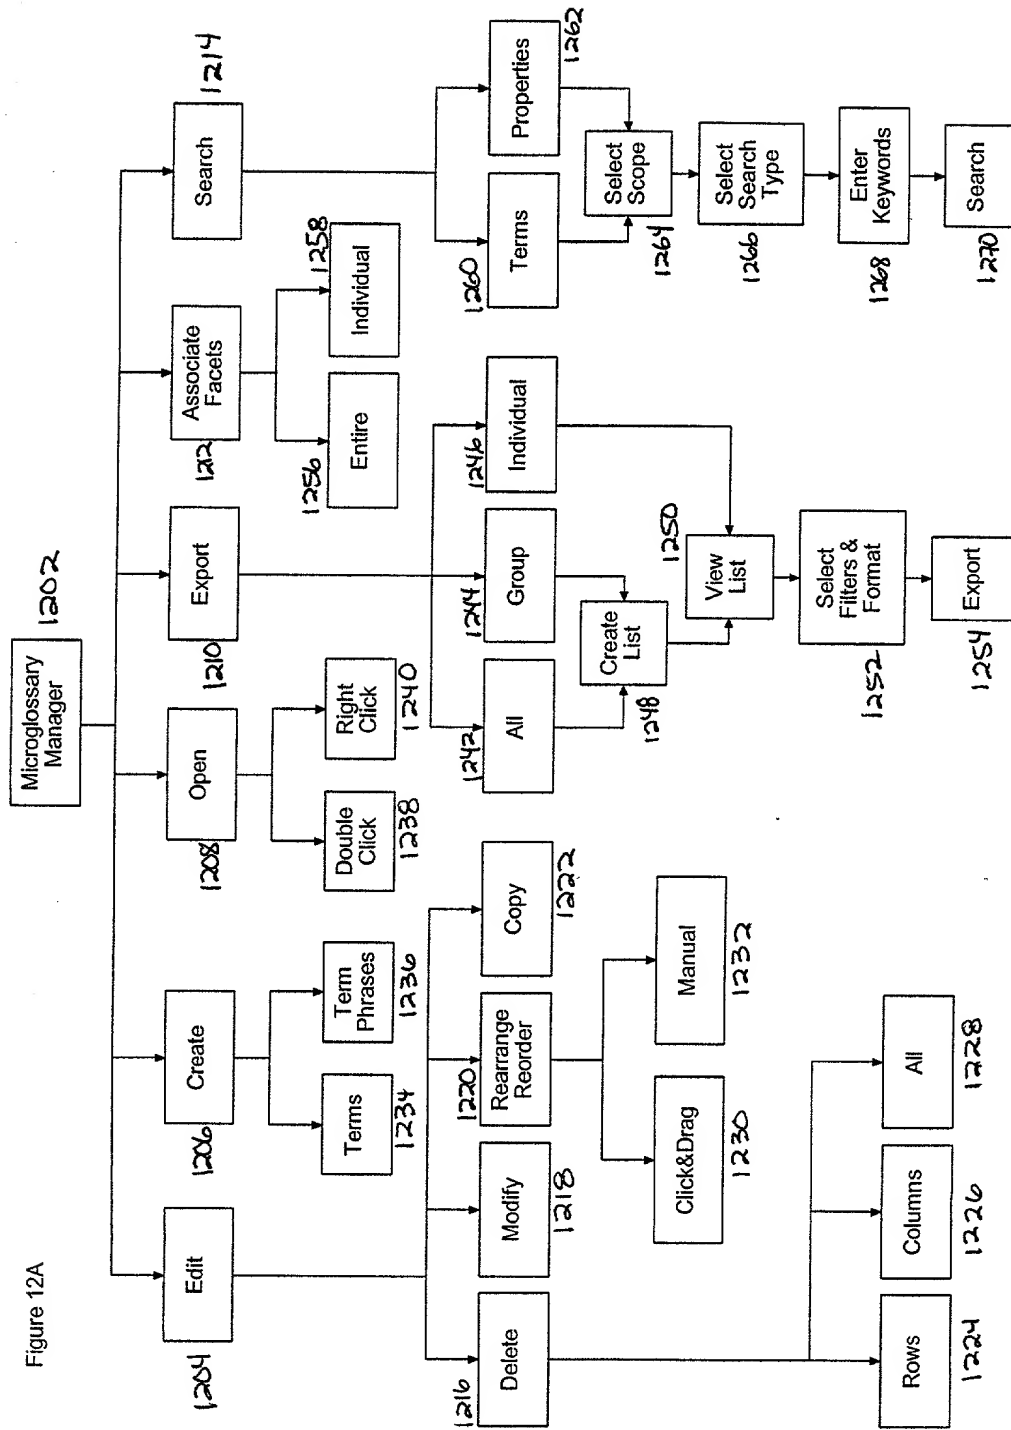 Figure 12A
Microglossary
Manager
1202
Edit
1204
Create
1206
Open
1208
Export
1210
Associate
Facets
1212
Search
1214
Terms
1234
Term
Phrases
1236
Double
Click
1238
Right
Click
1240
Entire
1256
Individual
1258
Delete
1216
Modify
1218
Rearrange
Reorder
1220
Copy
1222
All
1242
Group
1244
Individual
1246
Terms
1260
Properties
1262
Create
List
1248
View
List
1250
Select
Scope
1264
Click&Drag
1230
Manual
1232
Select
Filters &
Format
1252
Select
Search
Type
1266
Enter
Keywords
1268
Rows
1224
Columns
1226
All
1228
Export
1254
Search
1270